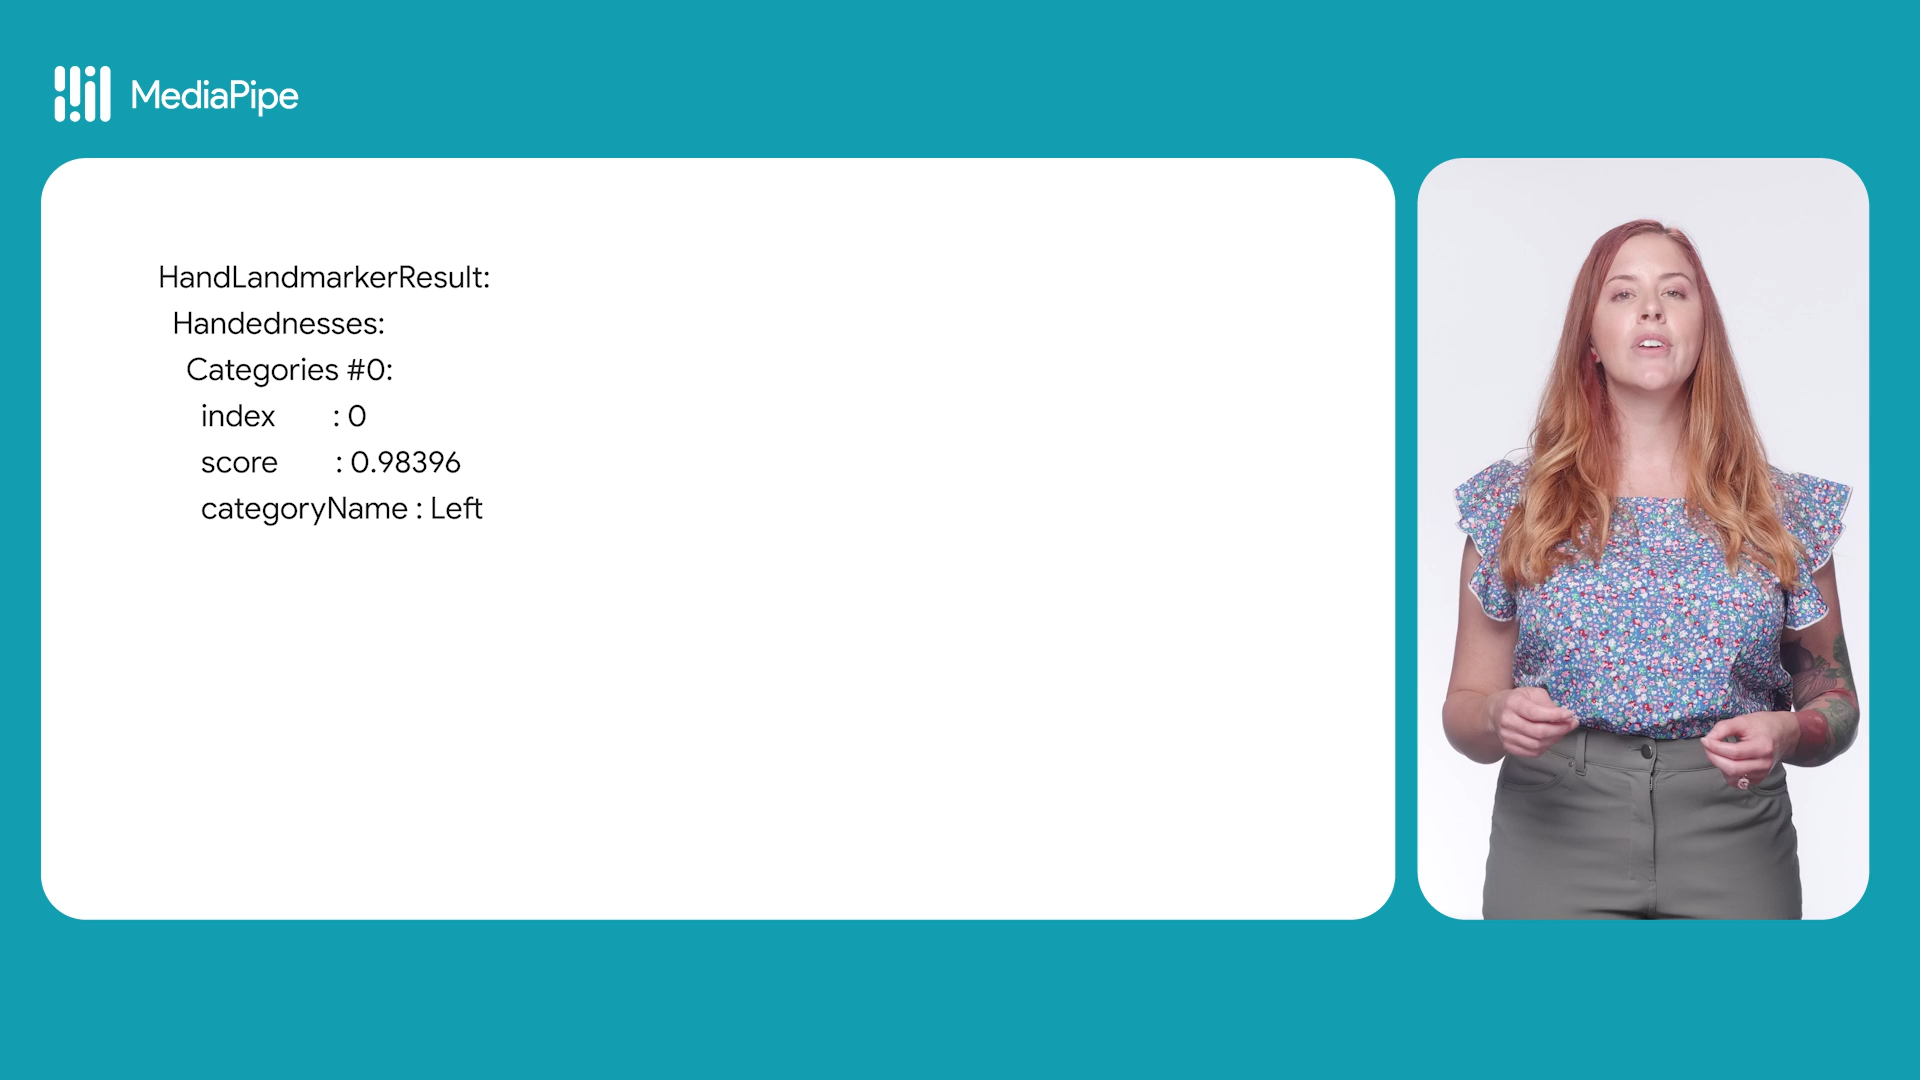 MediaPipe
HandLandmarkerResult:
Handednesses:
Categories #0:
index : 0
score : 0.98396
categoryName : Left